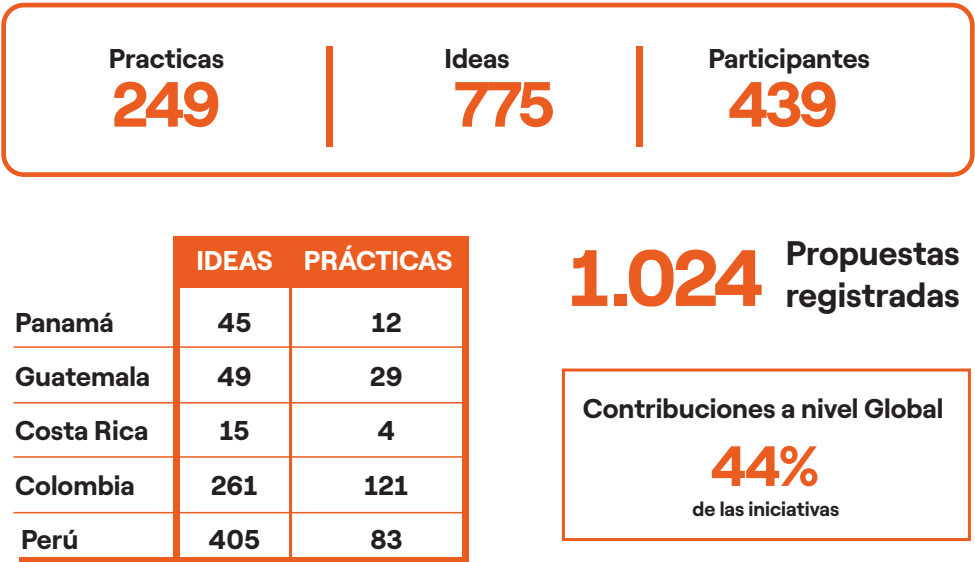 Practicas
249
Ideas
775
Participantes
439
IDEAS PRÁCTICAS
Panamá 45 12
Guatemala 49 29
Costa Rica 15 4
Colombia 261 121
Perú 405 83
1.024
Propuestas
registradas
Contribuciones a nivel Global
44%
de las iniciativas